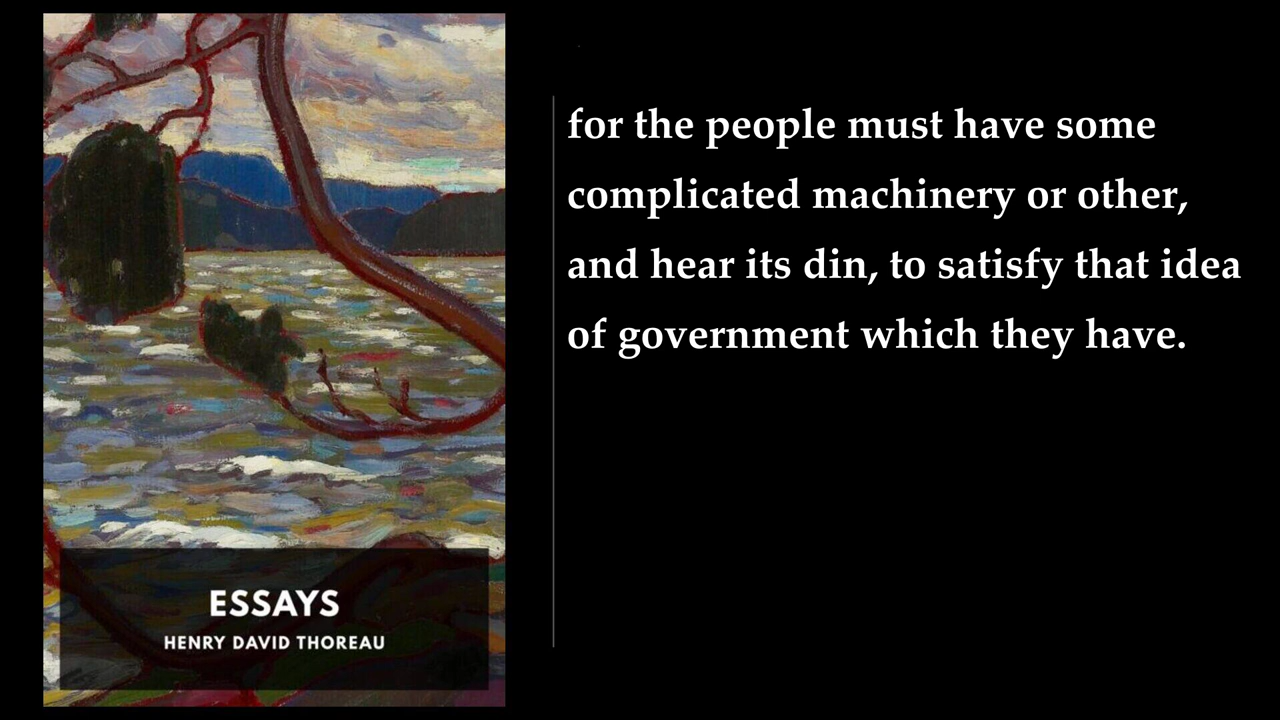 ESSAYS
HENRY DAVID THOREAU
for the people must have some
complicated machinery or other,
and hear its din, to satisfy that idea
of government which they have.